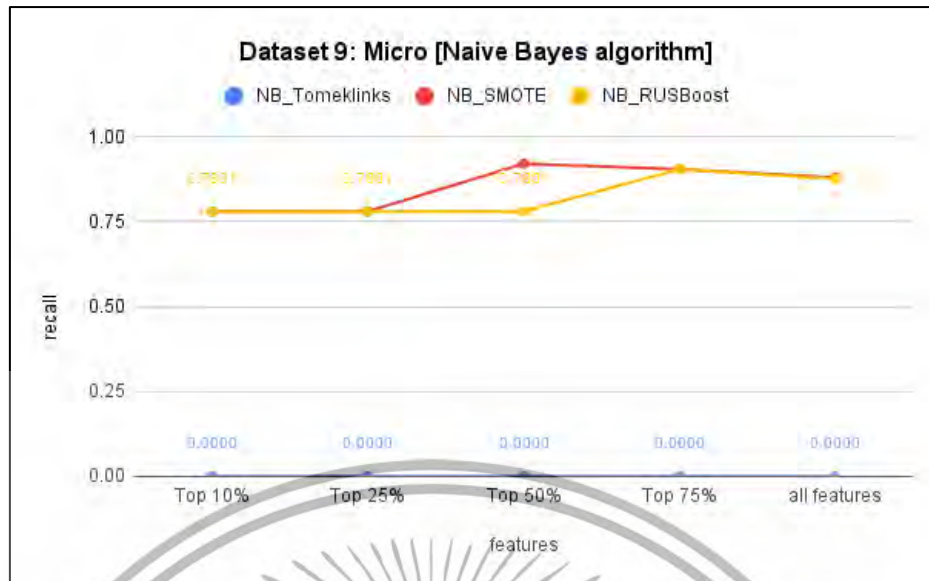 Dataset 9: Micro [Naive Bayes algorithm]
NB_Tomeklinks NB_SMOTE NB_RUSBoost
1.00
0.75
0.50
recall
0.25
0.0000 0.0000 0.0000 0.0000 0.0000
0.00
Top 10% Top 25% Top 50% Top 75% all features
features